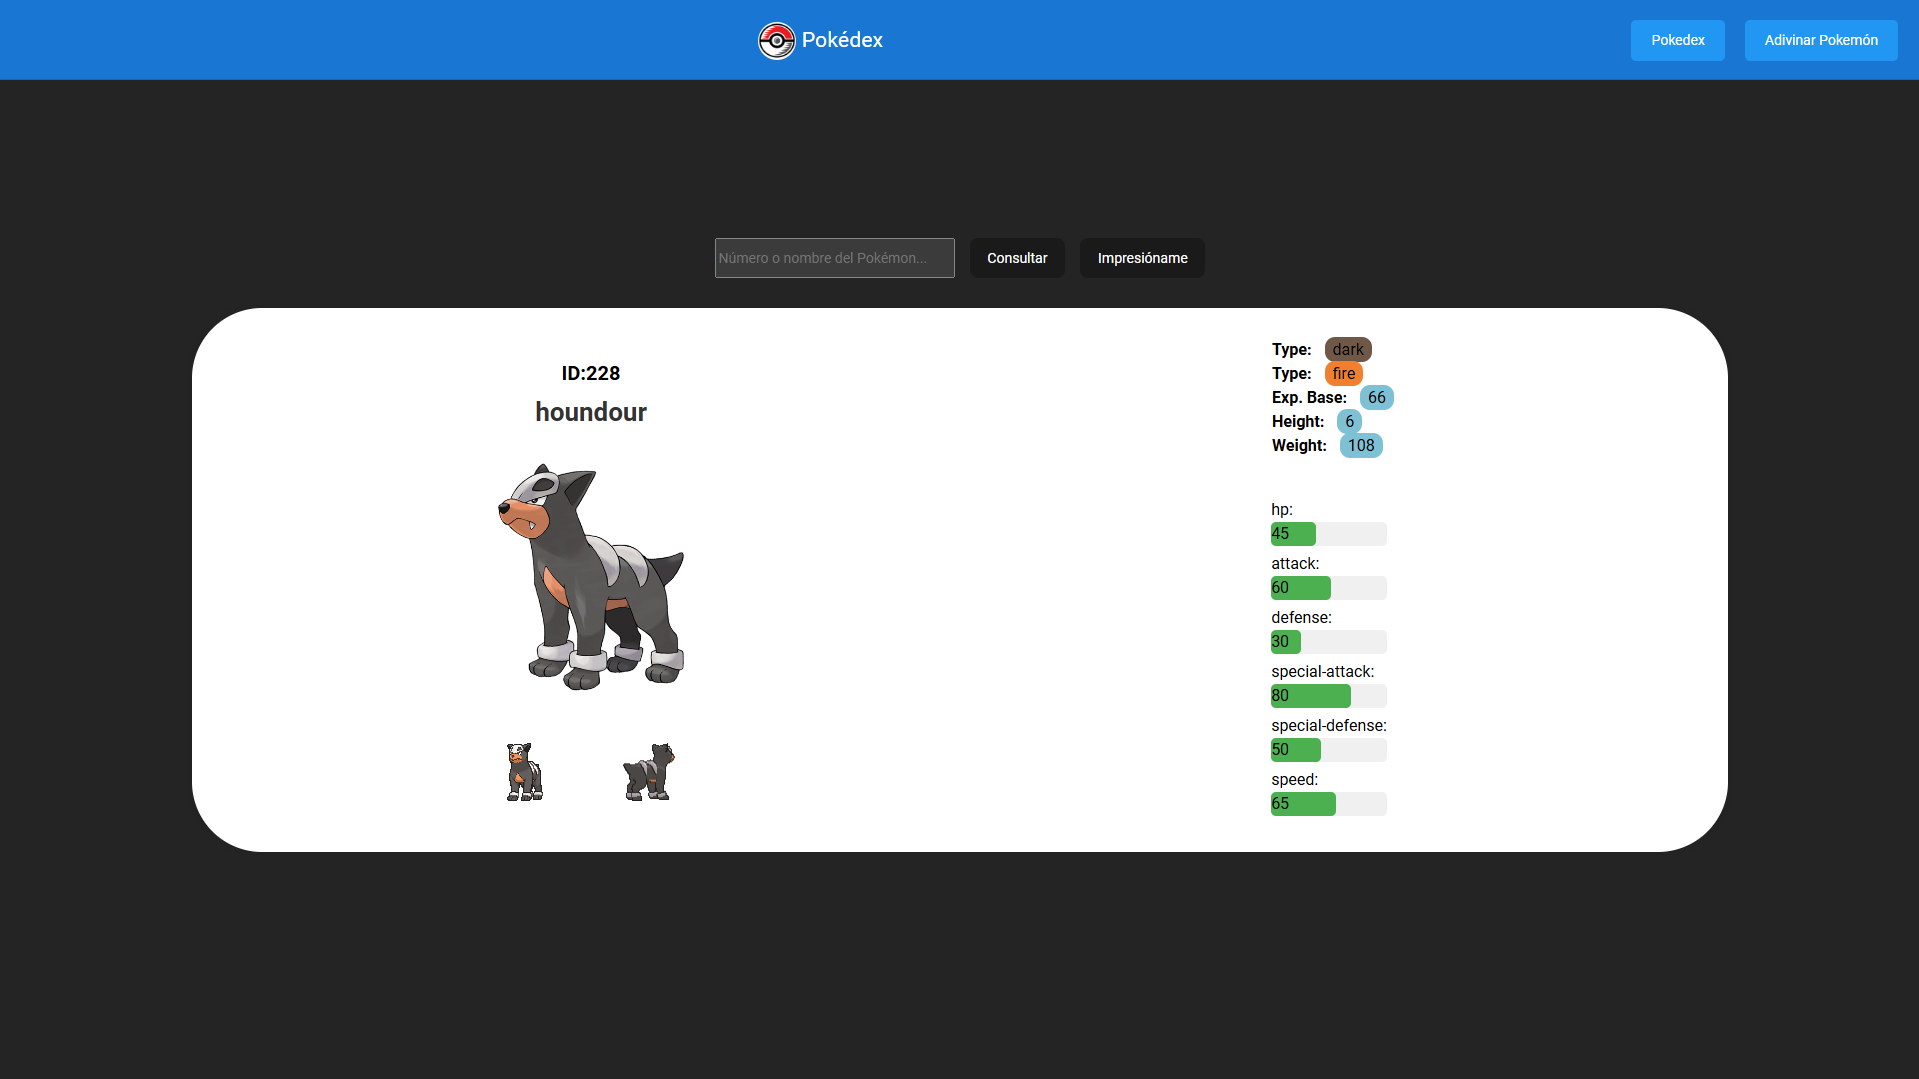 Pokédex
Pokedex
Adivinar Pokemón
Número o nombre del Pokémon...
Consultar
Impresióname
ID:228
houndour
Type: dark
Type: fire
Exp. Base: 66
Height: 6
Weight: 108
hp:
45
attack:
60
defense:
30
special-attack:
80
special-defense:
50
speed:
65